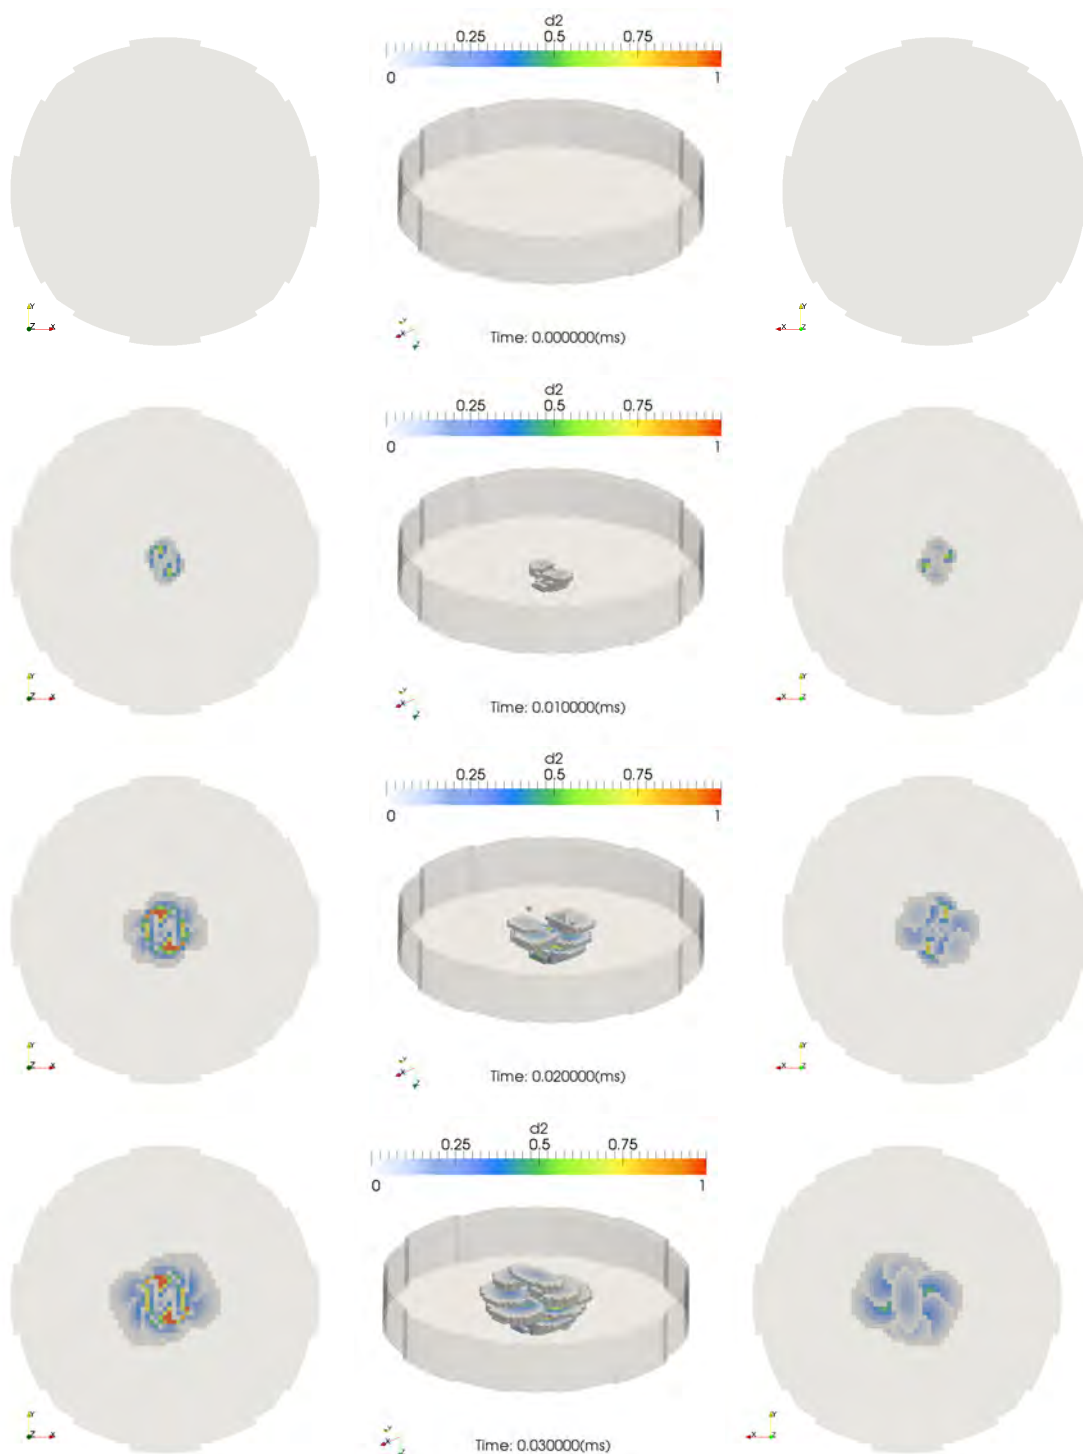 d2
0.25 0.5 0.75
0 1
Y
Z X
Y
X Z
Y
X Z
Time: 0.000000(ms)
d2
0.25 0.5 0.75
0 1
Y
Z X
Y
X Z
Y
X Z
Time: 0.010000(ms)
d2
0.25 0.5 0.75
0 1
Y
Z X
Y
X Z
Y
X Z
Time: 0.020000(ms)
d2
0.25 0.5 0.75
0 1
Y
Z X
Y
X Z
Y
X Z
Time: 0.030000(ms)